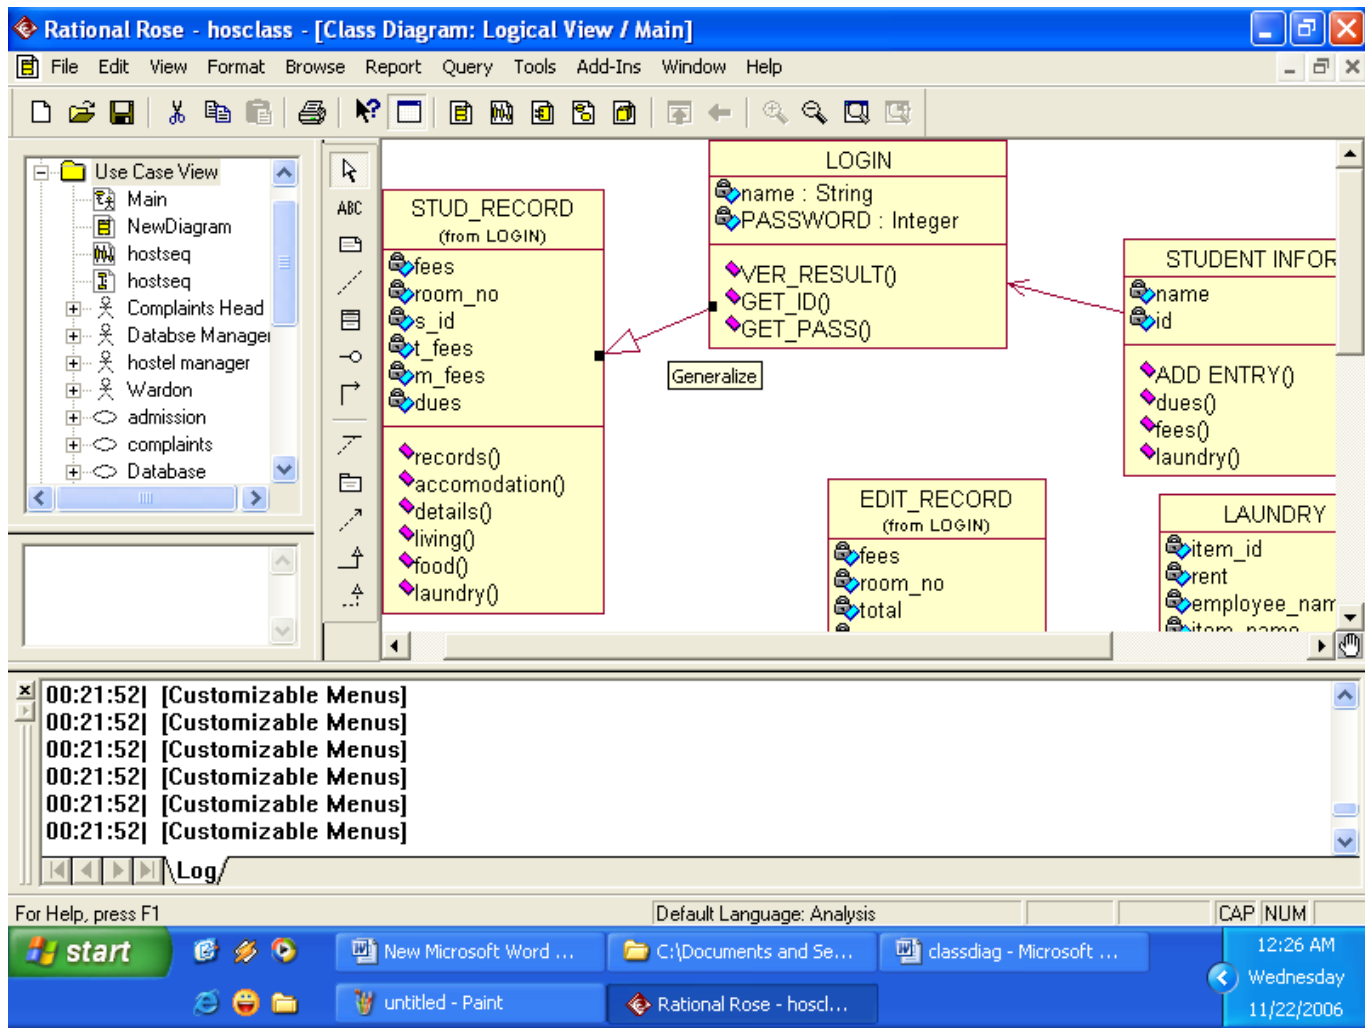 Rational Rose - hosclass - [Class Diagram: Logical View / Main]
File Edit View Format Browse Report Query Tools Add-Ins Window Help
Use Case View
Main
NewDiagram
hostseq
hostseq
Complaints Head
Databse Manager
hostel manager
Wardon
admission
complaints
Database
ABC
STUD_RECORD
(from LOGIN)
fees
room_no
s_id
t_fees
m_fees
dues
records()
accomodation()
details()
living()
food()
laundry()
LOGIN
name : String
PASSWORD : Integer
VER_RESULT()
GET_ID()
GET_PASS()
Generalize
STUDENT INFOR
name
id
ADD ENTRY()
dues()
fees()
laundry()
EDIT_RECORD
(from LOGIN)
fees
room_no
total
LAUNDRY
item_id
rent
employee_nam
item_name
00:21:52| [Customizable Menus]
00:21:52| [Customizable Menus]
00:21:52| [Customizable Menus]
00:21:52| [Customizable Menus]
00:21:52| [Customizable Menus]
00:21:52| [Customizable Menus]
Log
For Help, press F1
Default Language: Analysis
CAP NUM
start
New Microsoft Word ...
C:\Documents and Se...
classdiag - Microsoft ...
untitled - Paint
Rational Rose - hoscl...
12:26 AM
Wednesday
11/22/2006